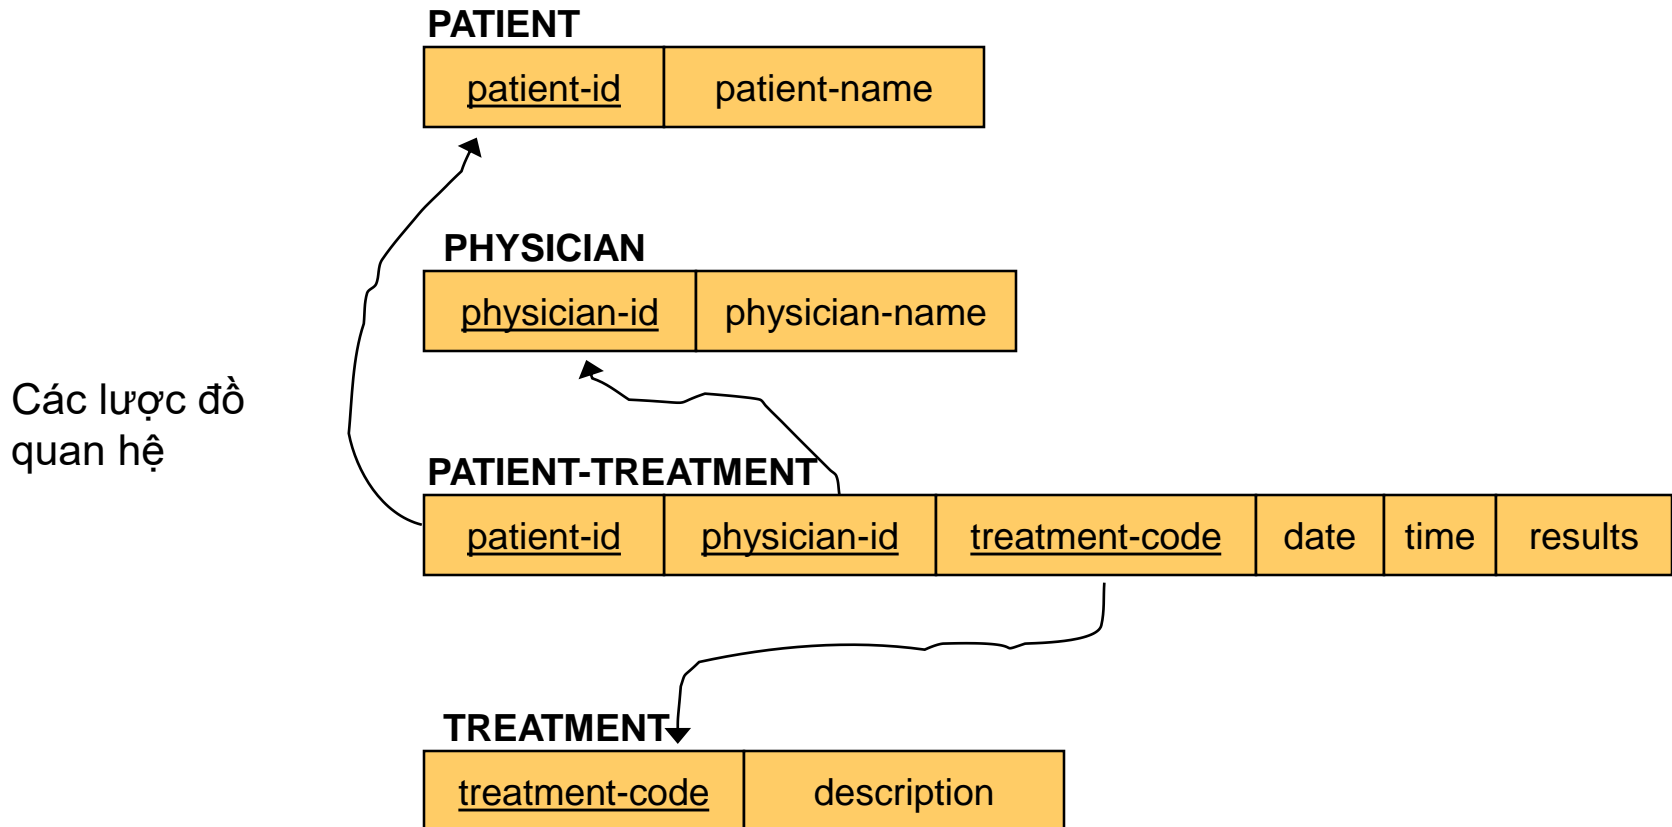 PATIENT
patient-id patient-name
PHYSICIAN
physician-id physician-name
Các lược đồ
quan hệ
PATIENT-TREATMENT
patient-id physician-id treatment-code date time results
TREATMENT
treatment-code description